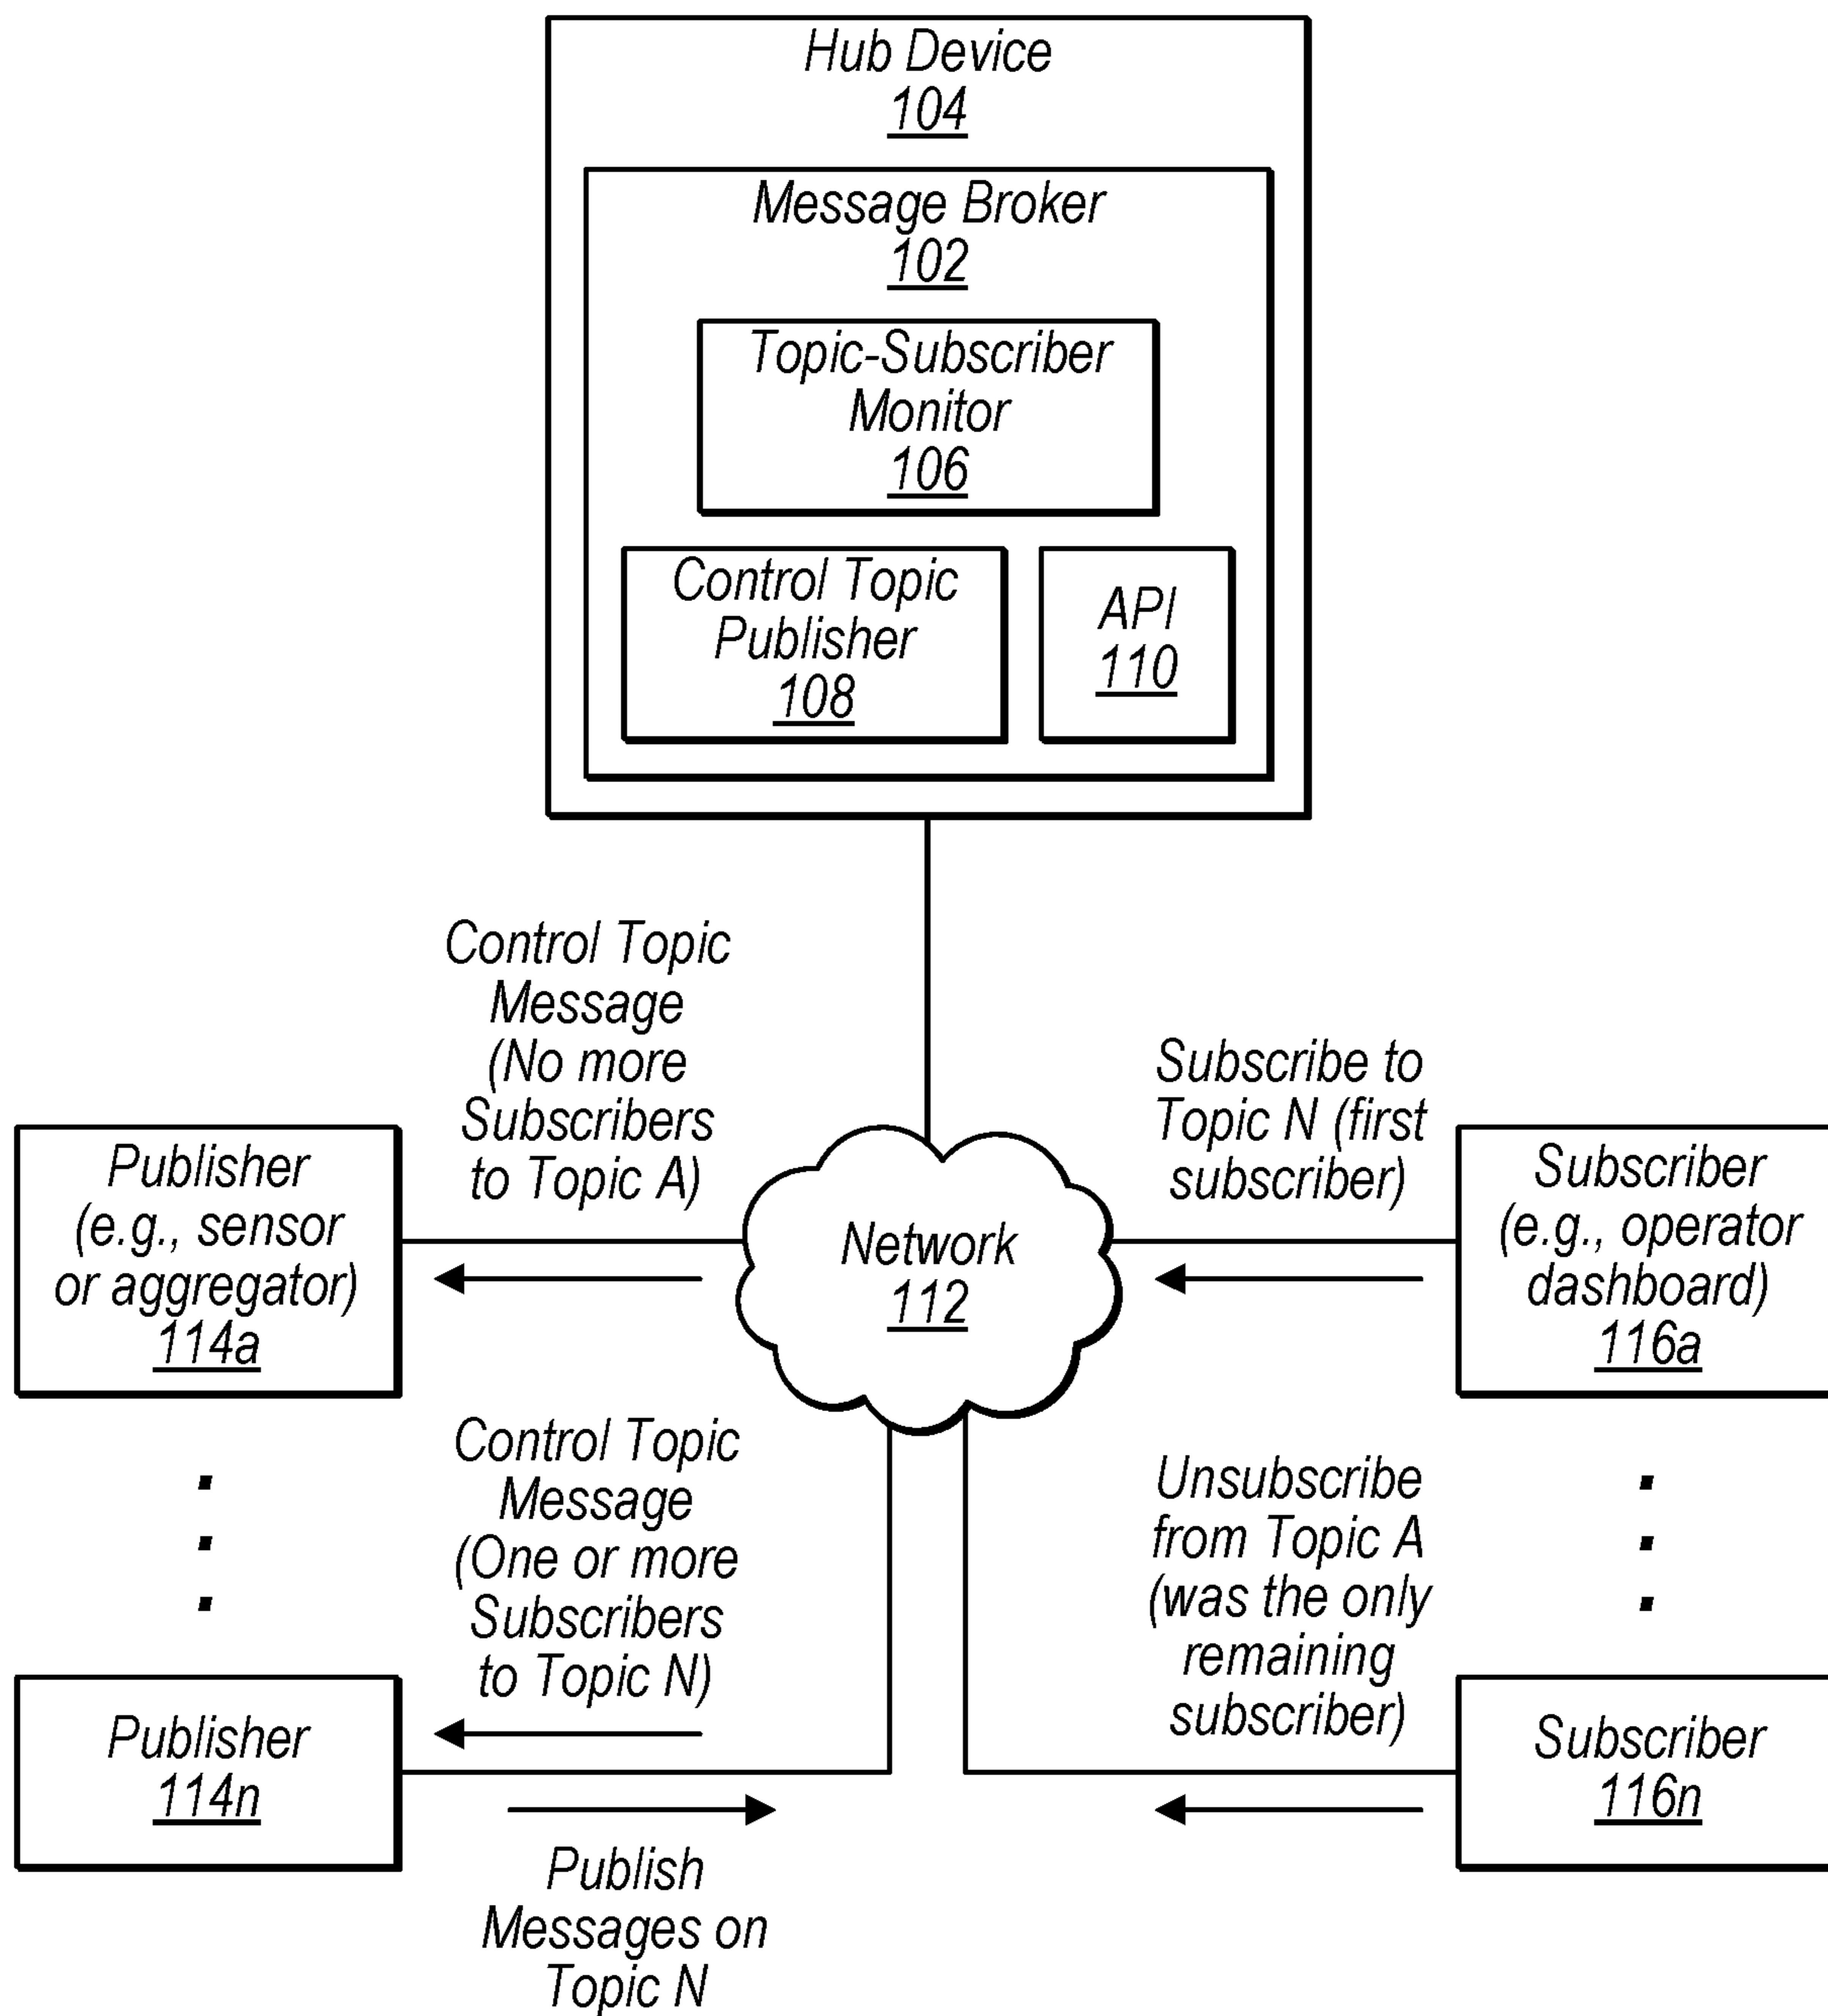 Hub Device
104
Message Broker
102
Topic-Subscriber
Monitor
106
Control Topic
Publisher
108
API
110
Control Topic
Message
(No more
Subscribers
to Topic A)
Subscribe to
Topic N (first
subscriber)
Publisher
(e.g., sensor
or aggregator)
114a
Network
112
Subscriber
(e.g., operator
dashboard)
116a
Control Topic
Message
(One or more
Subscribers
to Topic N)
Unsubscribe
from Topic A
(was the only
remaining
subscriber)
Publisher
114n
Subscriber
116n
Publish
Messages on
Topic N